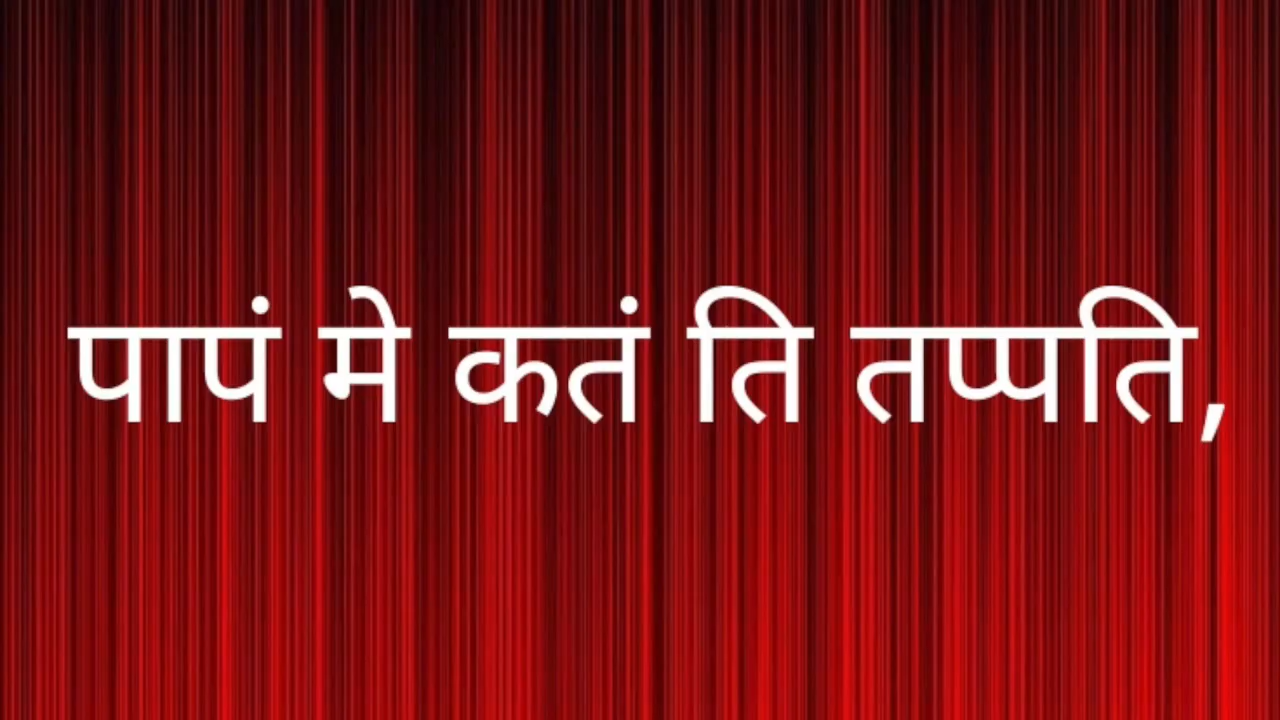 पापं मे कतं ति तप्पति,